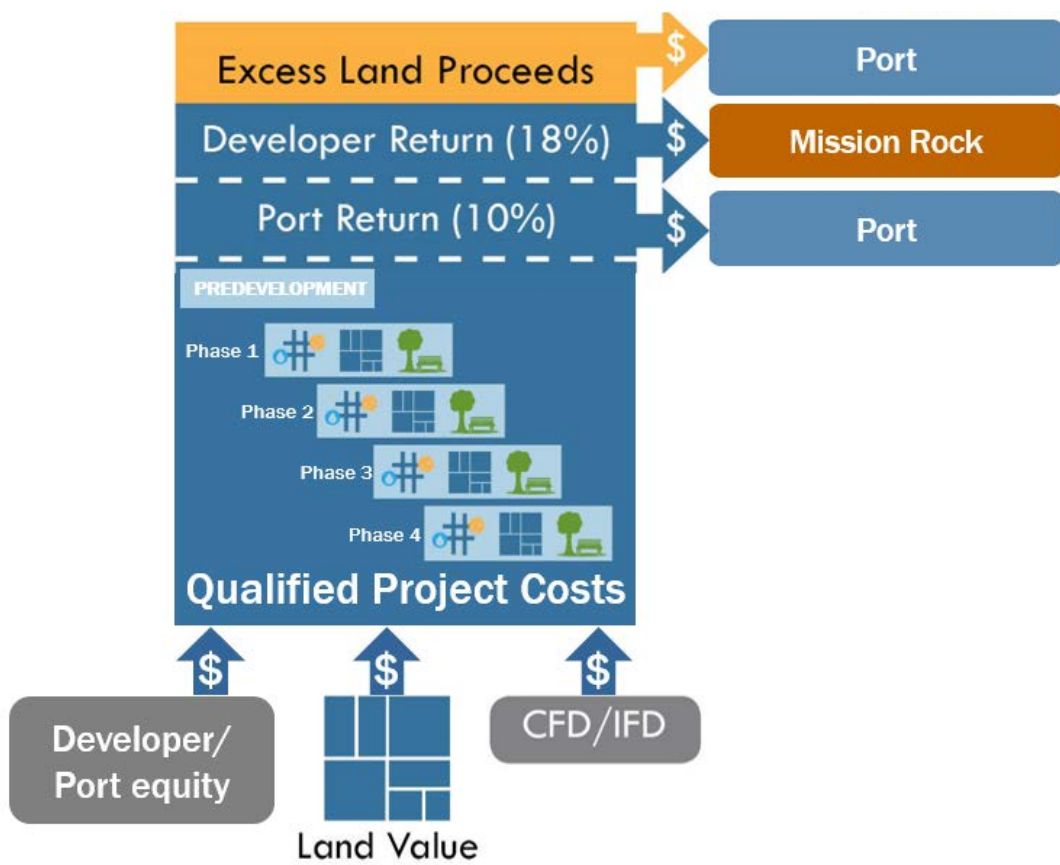 Excess Land Proceeds
$
Port
Developer Return (18%)
$
Mission Rock
Port Return (10%)
$
Port
PREDEVELOPMENT
Phase 1
Phase 2
Phase 3
Phase 4
Qualified Project Costs
$
$
$
Developer/
Port equity
Land Value
CFD/IFD